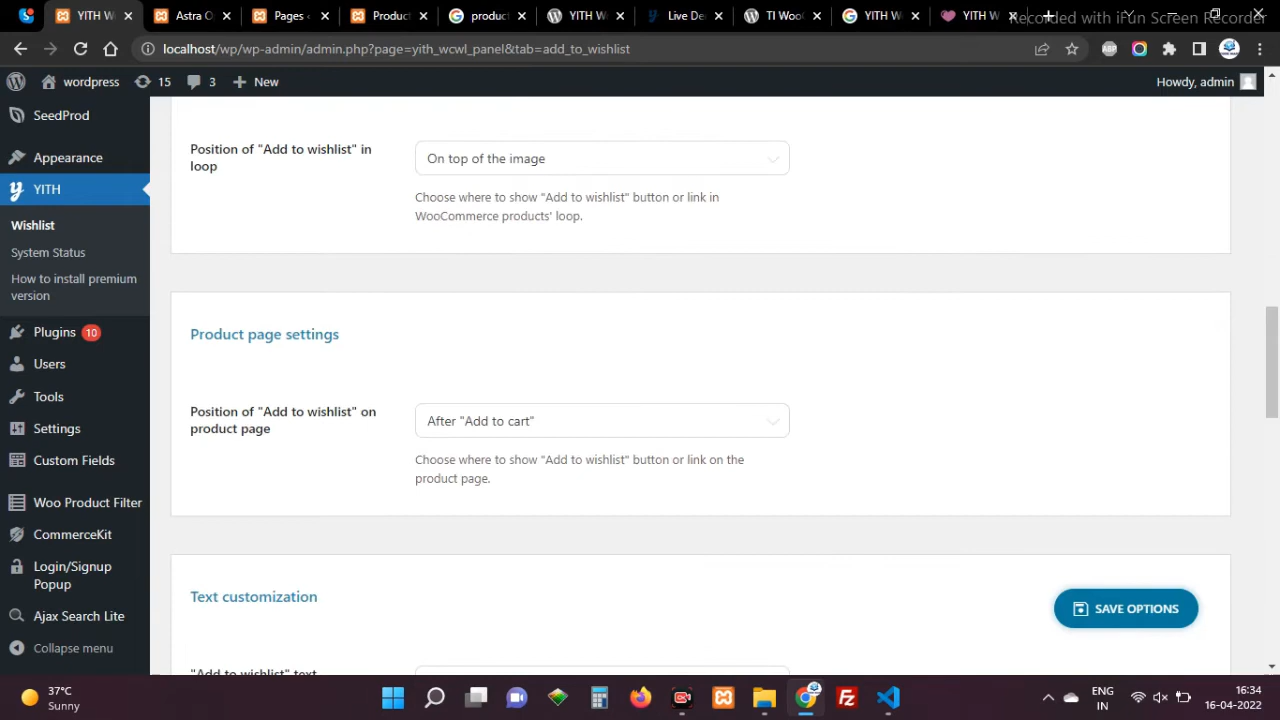 YITH W
Astra O
Pages
Product
product
YITH W
Live De
TI Woo
YITH W
YITH W
Recorded with iFun Screen Recorder
localhost/wp/wp-admin/admin.php?page=yith_wcwl_panel&tab=add_to_wishlist
ABP
wordpress
15
3
New
Howdy, admin
SeedProd
Appearance
YITH
Wishlist
System Status
How to install premium
version
Plugins 10
Users
Tools
Settings
Custom Fields
Woo Product Filter
CommerceKit
Login/Signup
Popup
Ajax Search Lite
Collapse menu
Position of "Add to wishlist" in
loop
On top of the image
Choose where to show "Add to wishlist" button or link in
WooCommerce products' loop.
Product page settings
Position of "Add to wishlist" on
product page
After "Add to cart"
Choose where to show "Add to wishlist" button or link on the
product page.
Text customization
SAVE OPTIONS
"Add to wishlist" text
37°C
Sunny
ENG
IN
16:34
16-04-2022